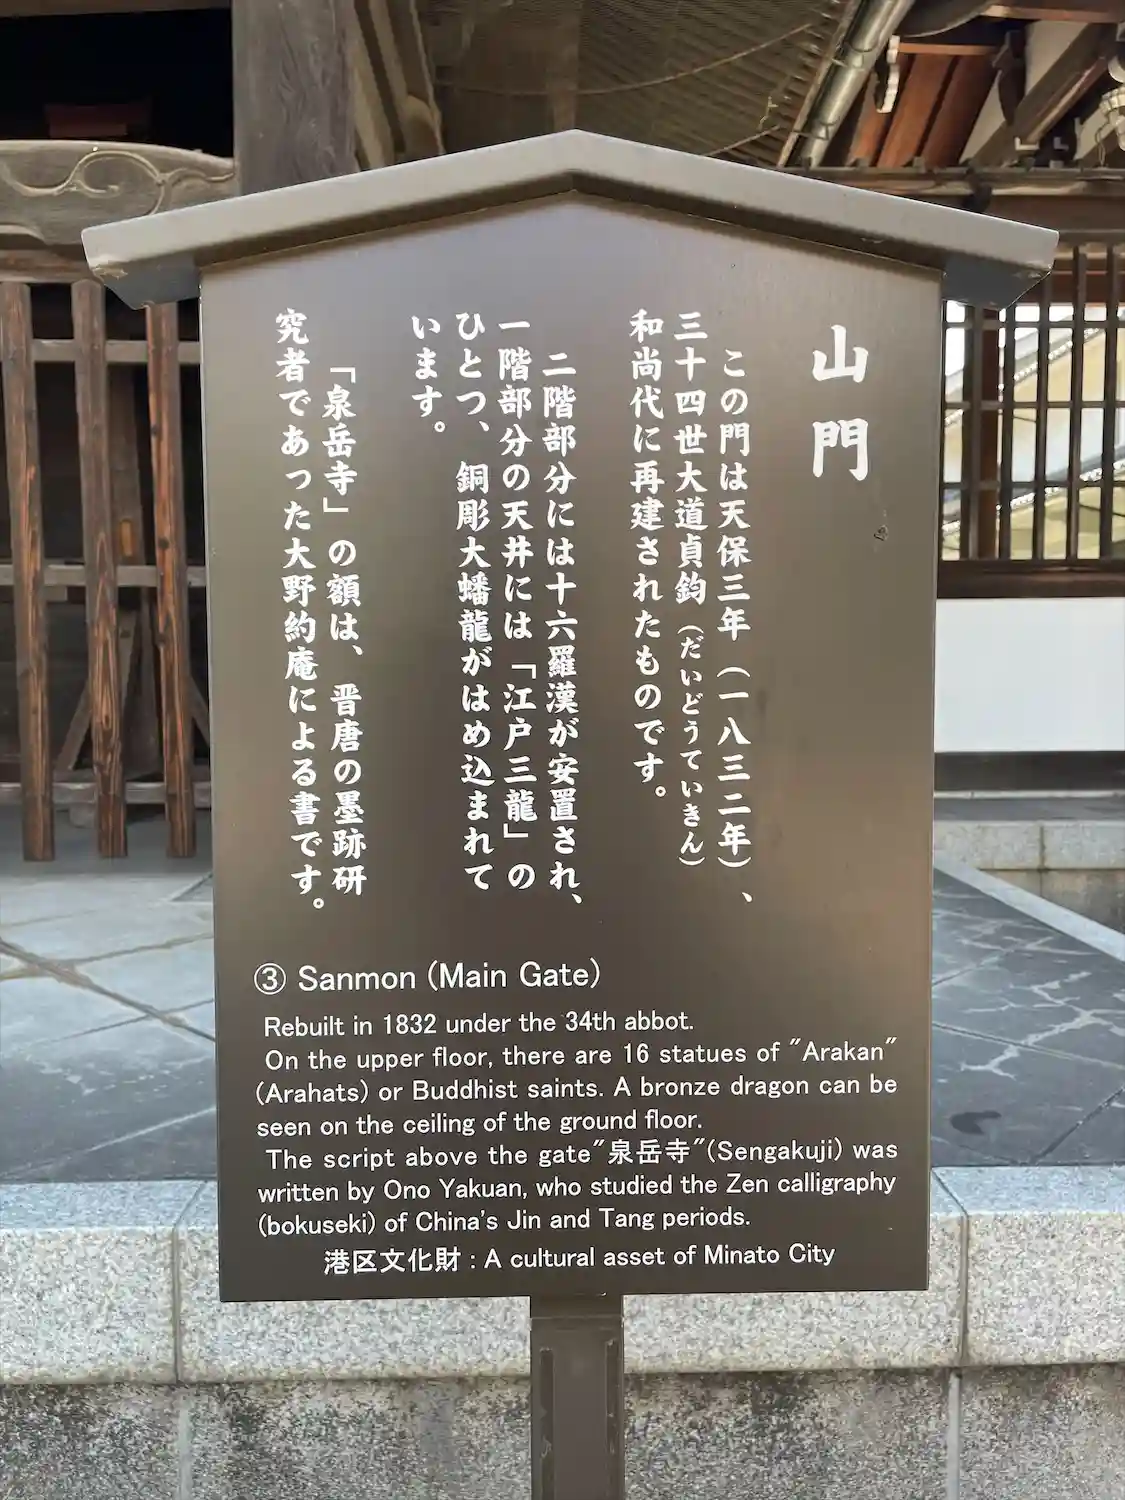 山門
この門は天保三年（一八三二年）、
三十四世大道貞鈞（だいどうていきん）
和尚代に再建されたものです。
二階部分には十六羅漢が安置され、
一階部分の天井には「江戸三龍」の
ひとつ、銅彫大蟠龍がはめ込まれて
います。
「泉岳寺」の額は、晋唐の墨跡研
究者であった大野約庵による書です。
③ Sanmon (Main Gate)
Rebuilt in 1832 under the 34th abbot.
On the upper floor, there are 16 statues of "Arakan"
(Arahats) or Buddhist saints. A bronze dragon can be
seen on the ceiling of the ground floor.
The script above the gate"泉岳寺"(Sengakuji) was
written by Ono Yakuan, who studied the Zen calligraphy
(bokuseki) of China's Jin and Tang periods.
港区文化財 : A cultural asset of Minato City